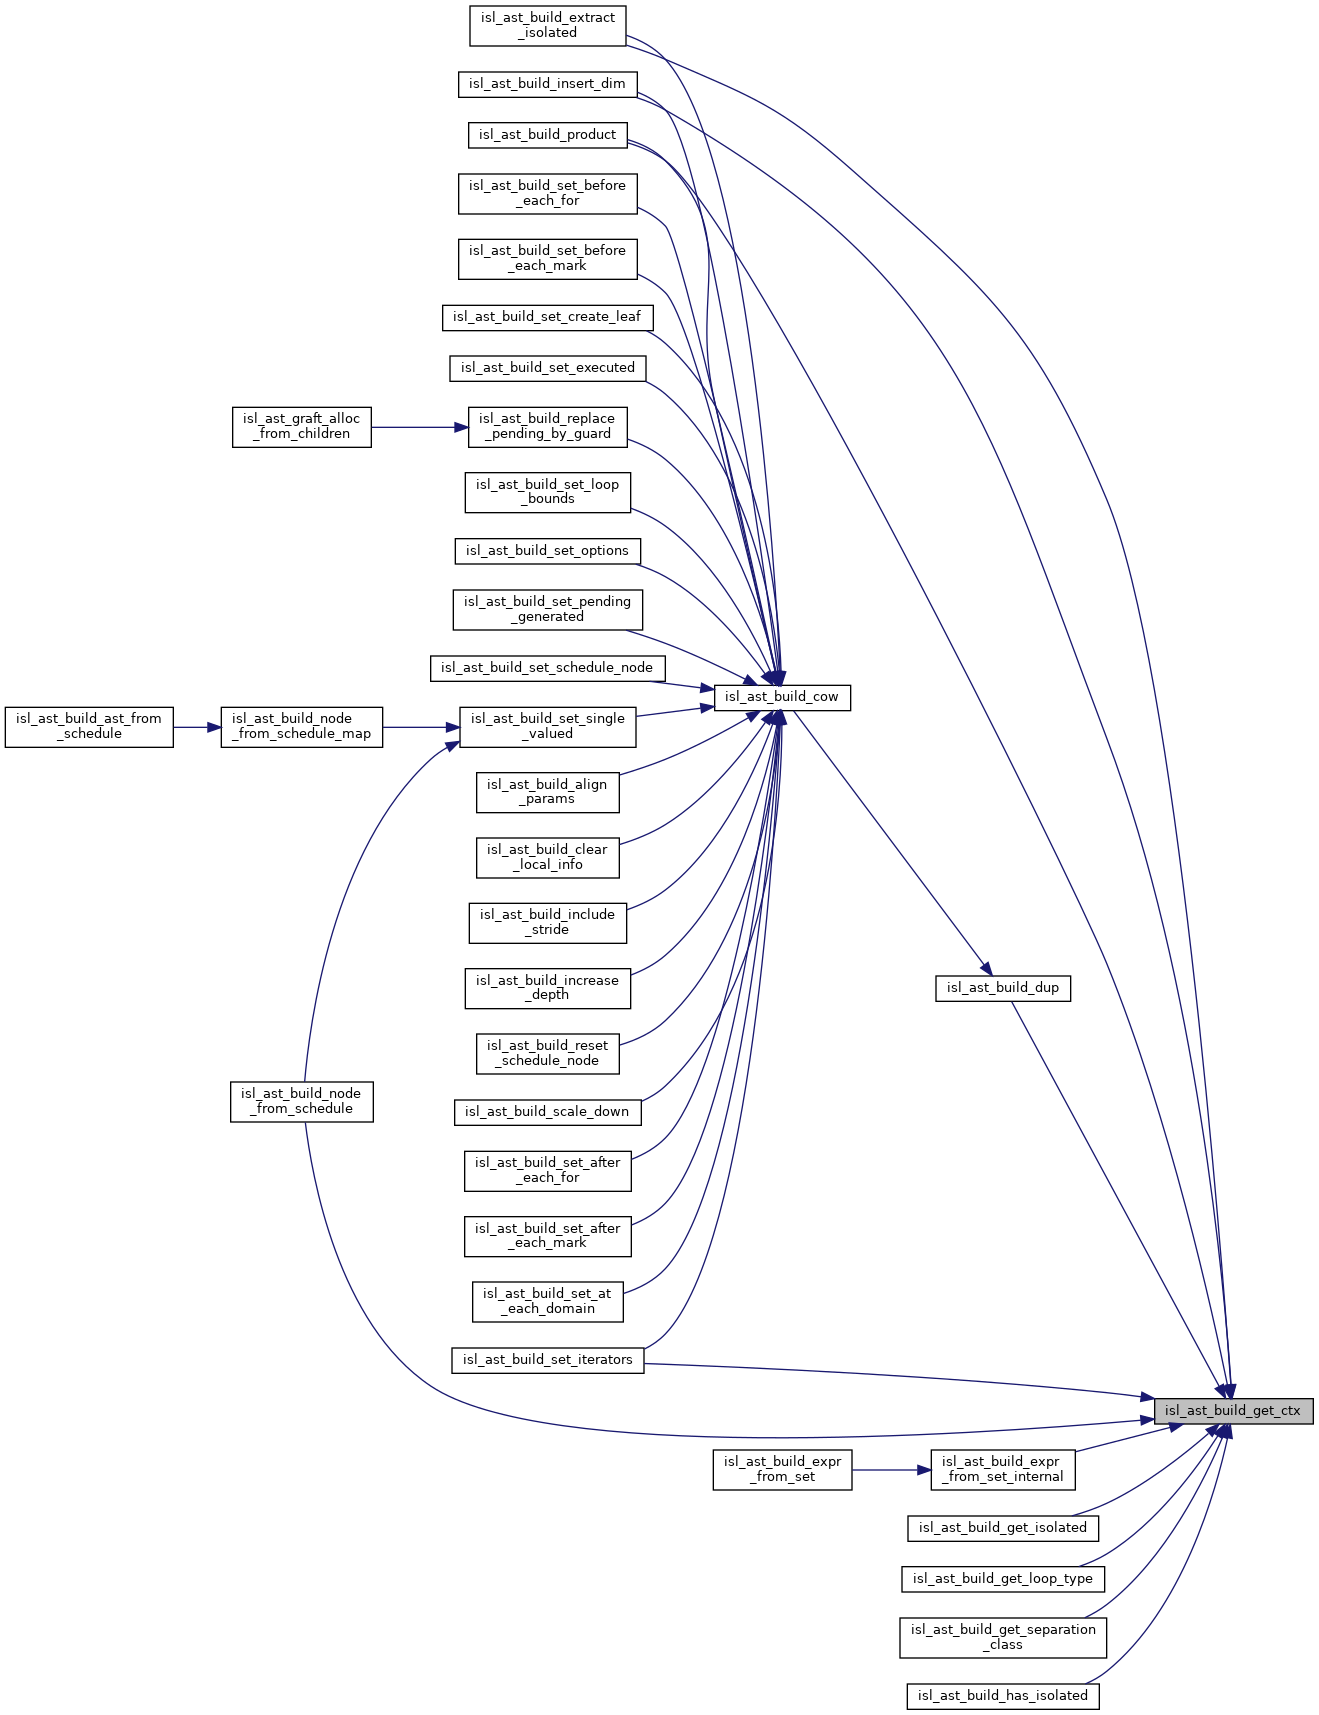 isl_ast_build_extract
_isolated
isl_ast_build_insert_dim
isl_ast_build_product
isl_ast_build_set_before
_each_for
isl_ast_build_set_before
_each_mark
isl_ast_build_set_create_leaf
isl_ast_build_set_executed
isl_ast_graft_alloc
_from_children
isl_ast_build_replace
_pending_by_guard
isl_ast_build_set_loop
_bounds
isl_ast_build_set_options
isl_ast_build_set_pending
_generated
isl_ast_build_set_schedule_node
isl_ast_build_cow
isl_ast_build_ast_from
_schedule
isl_ast_build_node
_from_schedule_map
isl_ast_build_set_single
_valued
isl_ast_build_align
_params
isl_ast_build_clear
_local_info
isl_ast_build_include
_stride
isl_ast_build_increase
_depth
isl_ast_build_dup
isl_ast_build_reset
_schedule_node
isl_ast_build_node
_from_schedule
isl_ast_build_scale_down
isl_ast_build_set_after
_each_for
isl_ast_build_set_after
_each_mark
isl_ast_build_set_at
_each_domain
isl_ast_build_set_iterators
isl_ast_build_get_ctx
isl_ast_build_expr
_from_set
isl_ast_build_expr
_from_set_internal
isl_ast_build_get_isolated
isl_ast_build_get_loop_type
isl_ast_build_get_separation
_class
isl_ast_build_has_isolated